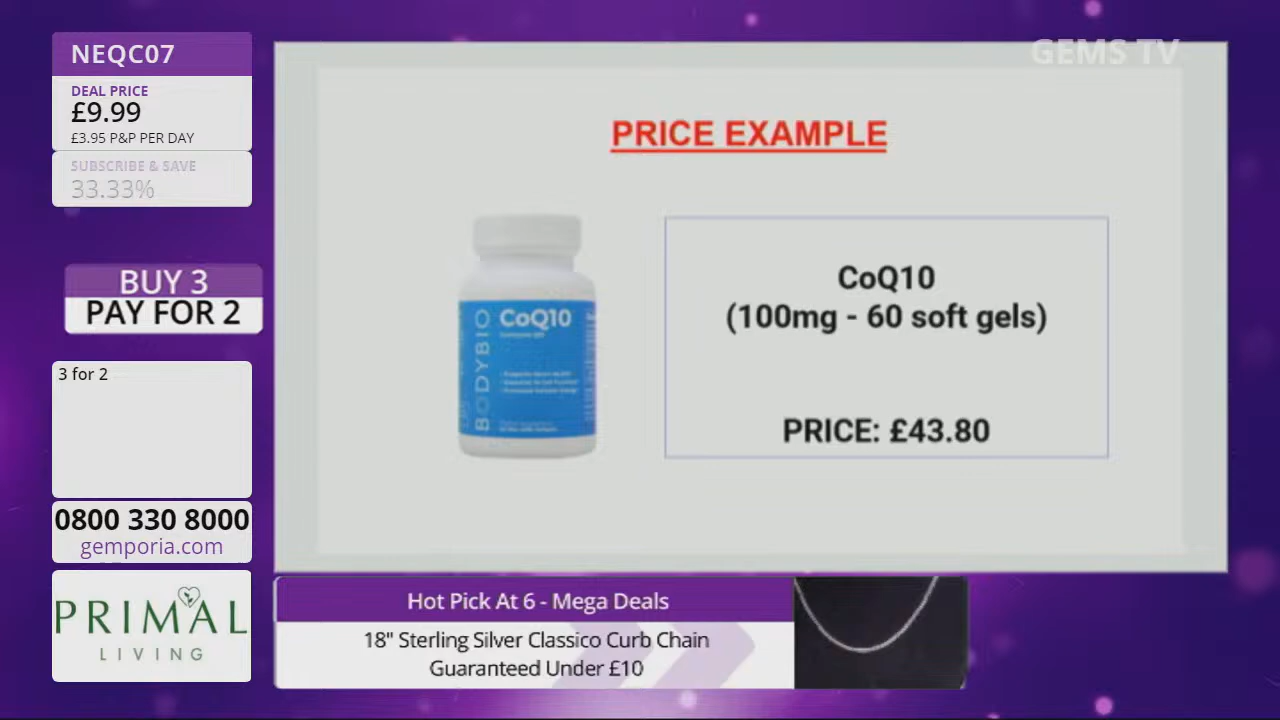 NEQC07
DEAL PRICE
£9.99
£3.95 P&P PER DAY
SUBSCRIBE & SAVE
33.33%
BUY 3
PAY FOR 2
3 for 2
0800 330 8000
gemporia.com
PRIMAL
LIVING
GEMS TV
PRICE EXAMPLE
BODYBIO
CoQ10
CoQ10
(100mg - 60 soft gels)
PRICE: £43.80
Hot Pick At 6 - Mega Deals
18" Sterling Silver Classico Curb Chain
Guaranteed Under £10